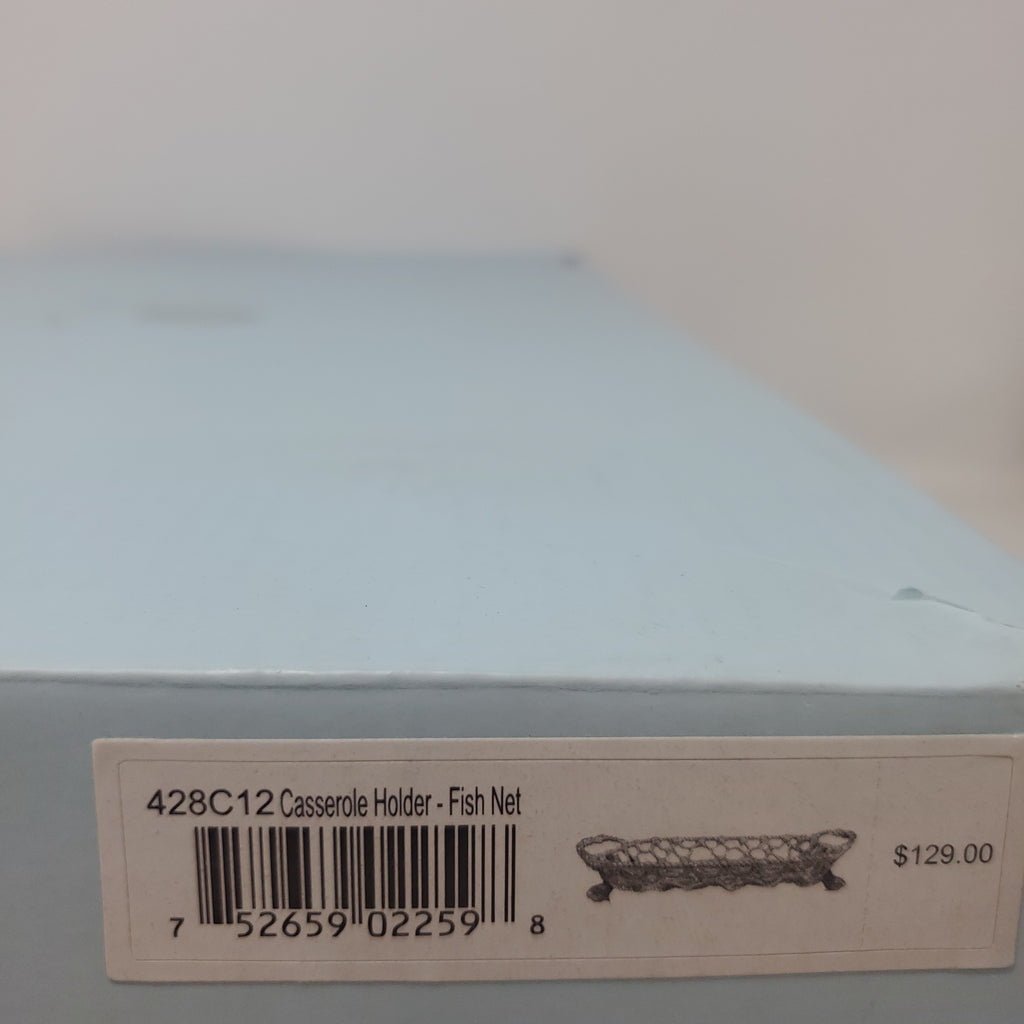 428C12 Casserole Holder - Fish Net
$129.00
7 52659 02259 8